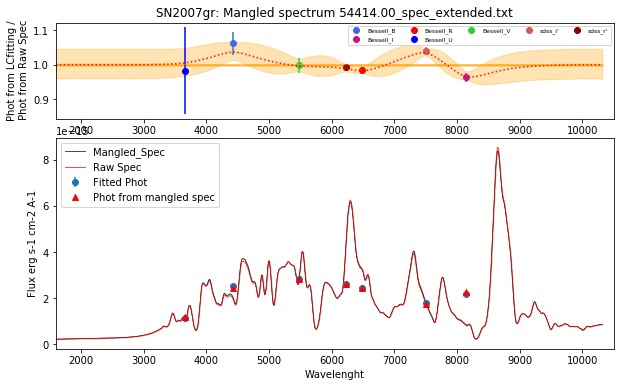 SN2007gr: Mangled spectrum 54414.00_spec_extended.txt
Phot from LCfitting /
Phot from Raw Spec
1.1
1.0
0.9
Bessell_B
Bessell_I
Bessell_R
Bessell_U
Bessell_V
sdss_i'
sdss_r'
2000 3000 4000 5000 6000 7000 8000 9000 10000
Flux erg s-1 cm-2 A-1
8
6
4
2
0
Mangled_Spec
Raw Spec
Fitted Phot
Phot from mangled spec
2000 3000 4000 5000 6000 7000 8000 9000 10000
Wavelenght